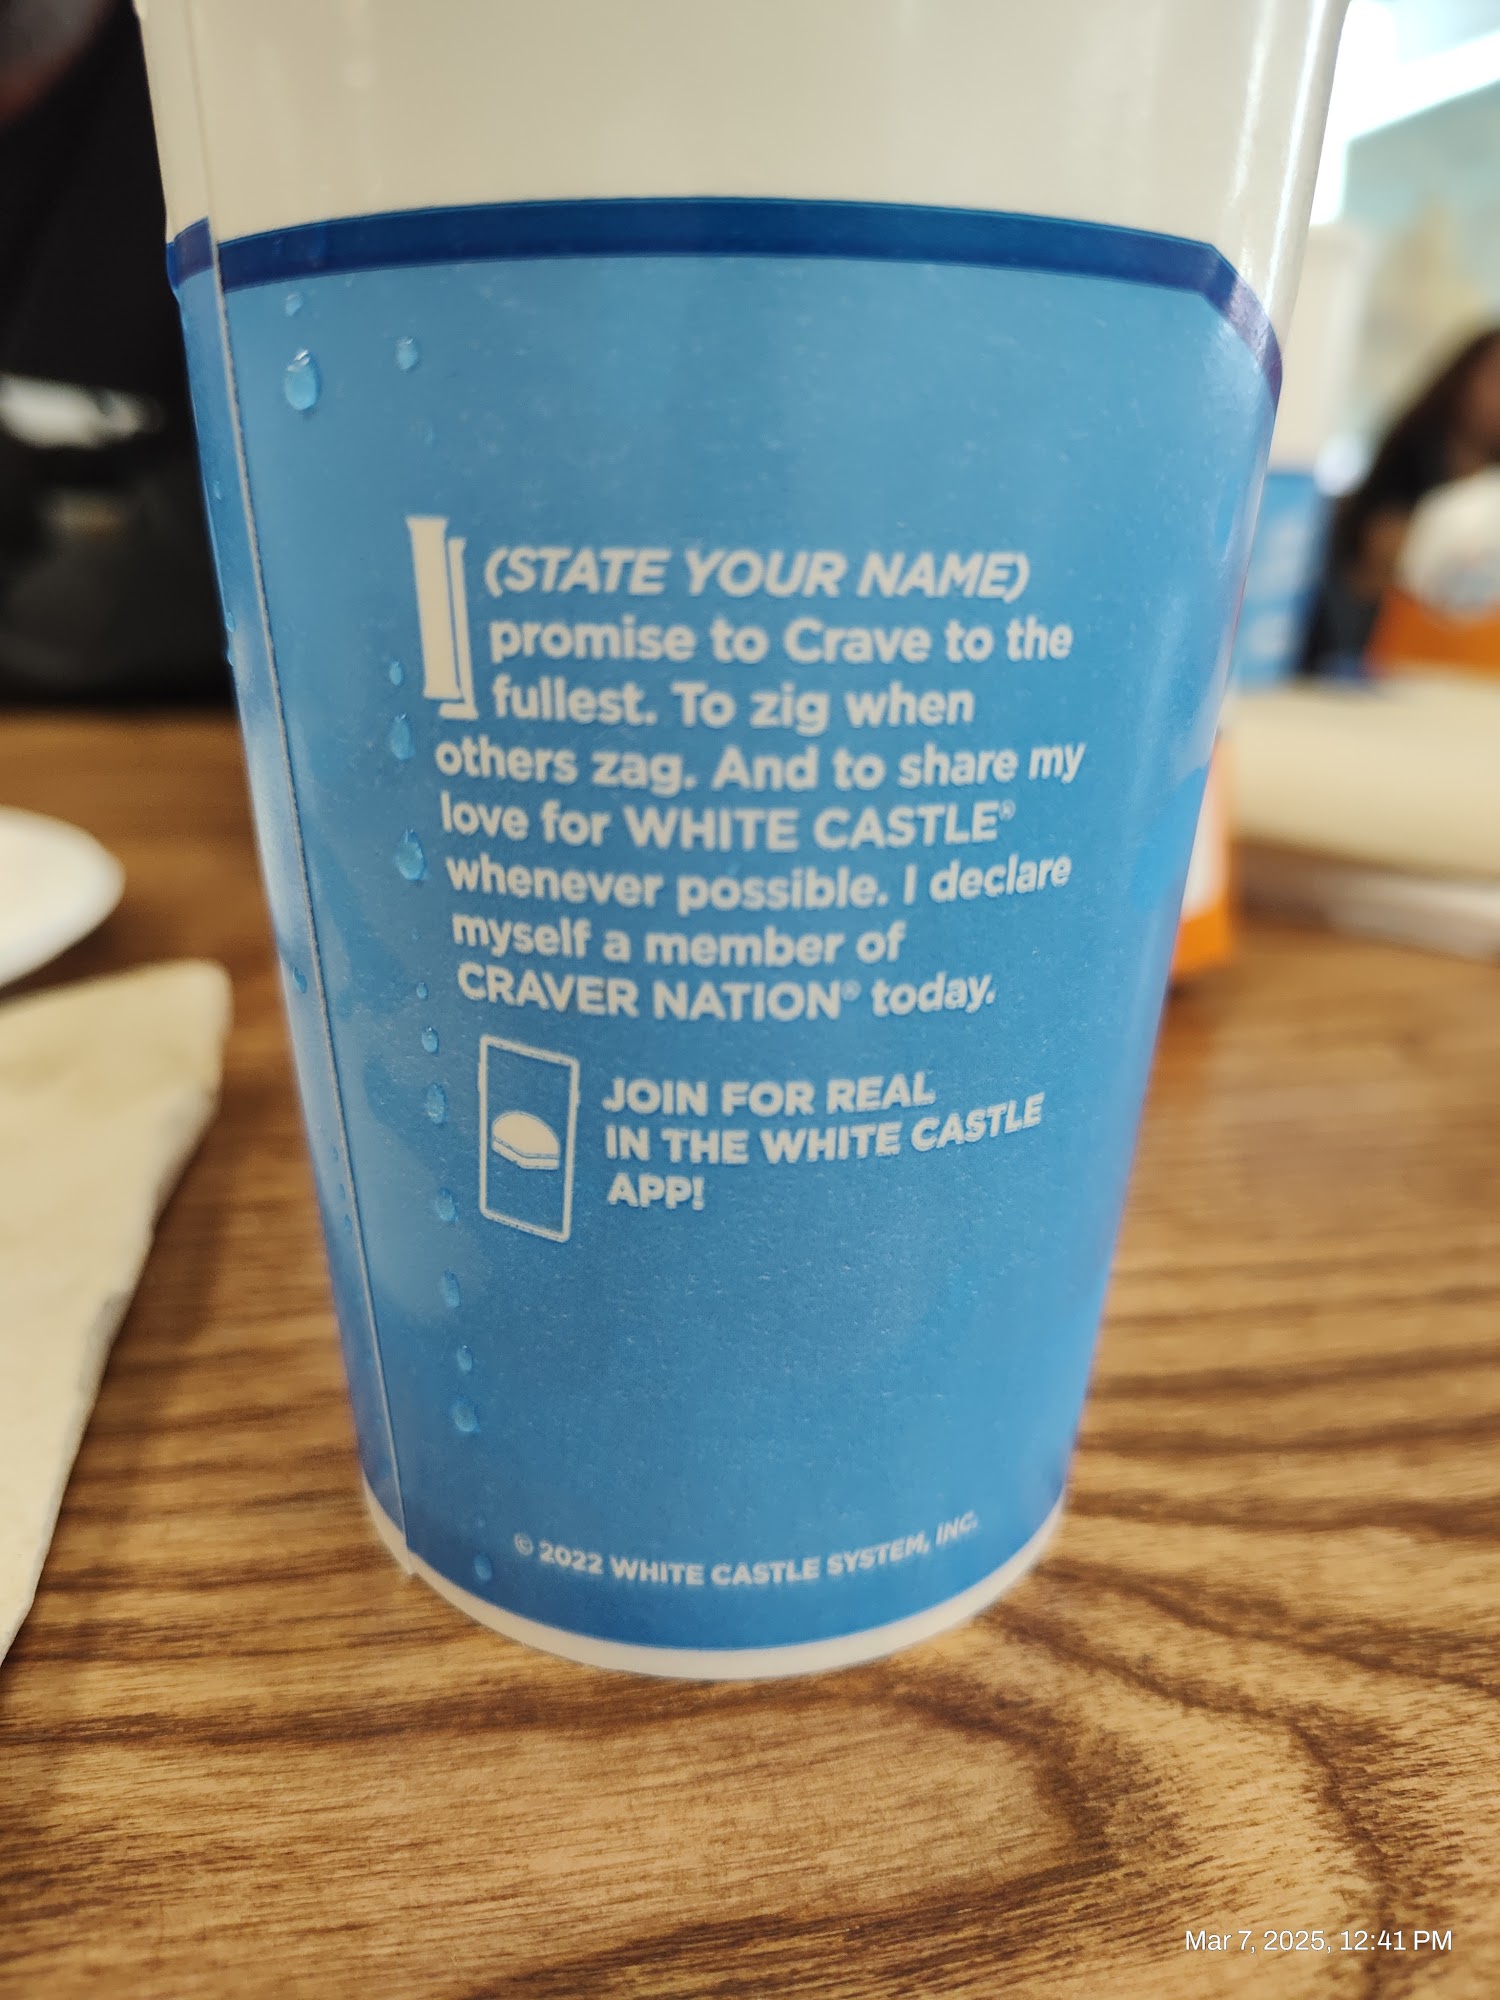 I (STATE YOUR NAME)
promise to Crave to the
fullest. To zig when
others zag. And to share my
love for WHITE CASTLE®
whenever possible. I declare
myself a member of
CRAVER NATION® today.
JOIN FOR REAL
IN THE WHITE CASTLE
APP!
© 2022 WHITE CASTLE SYSTEM, INC.
Mar 7, 2025, 12:41 PM